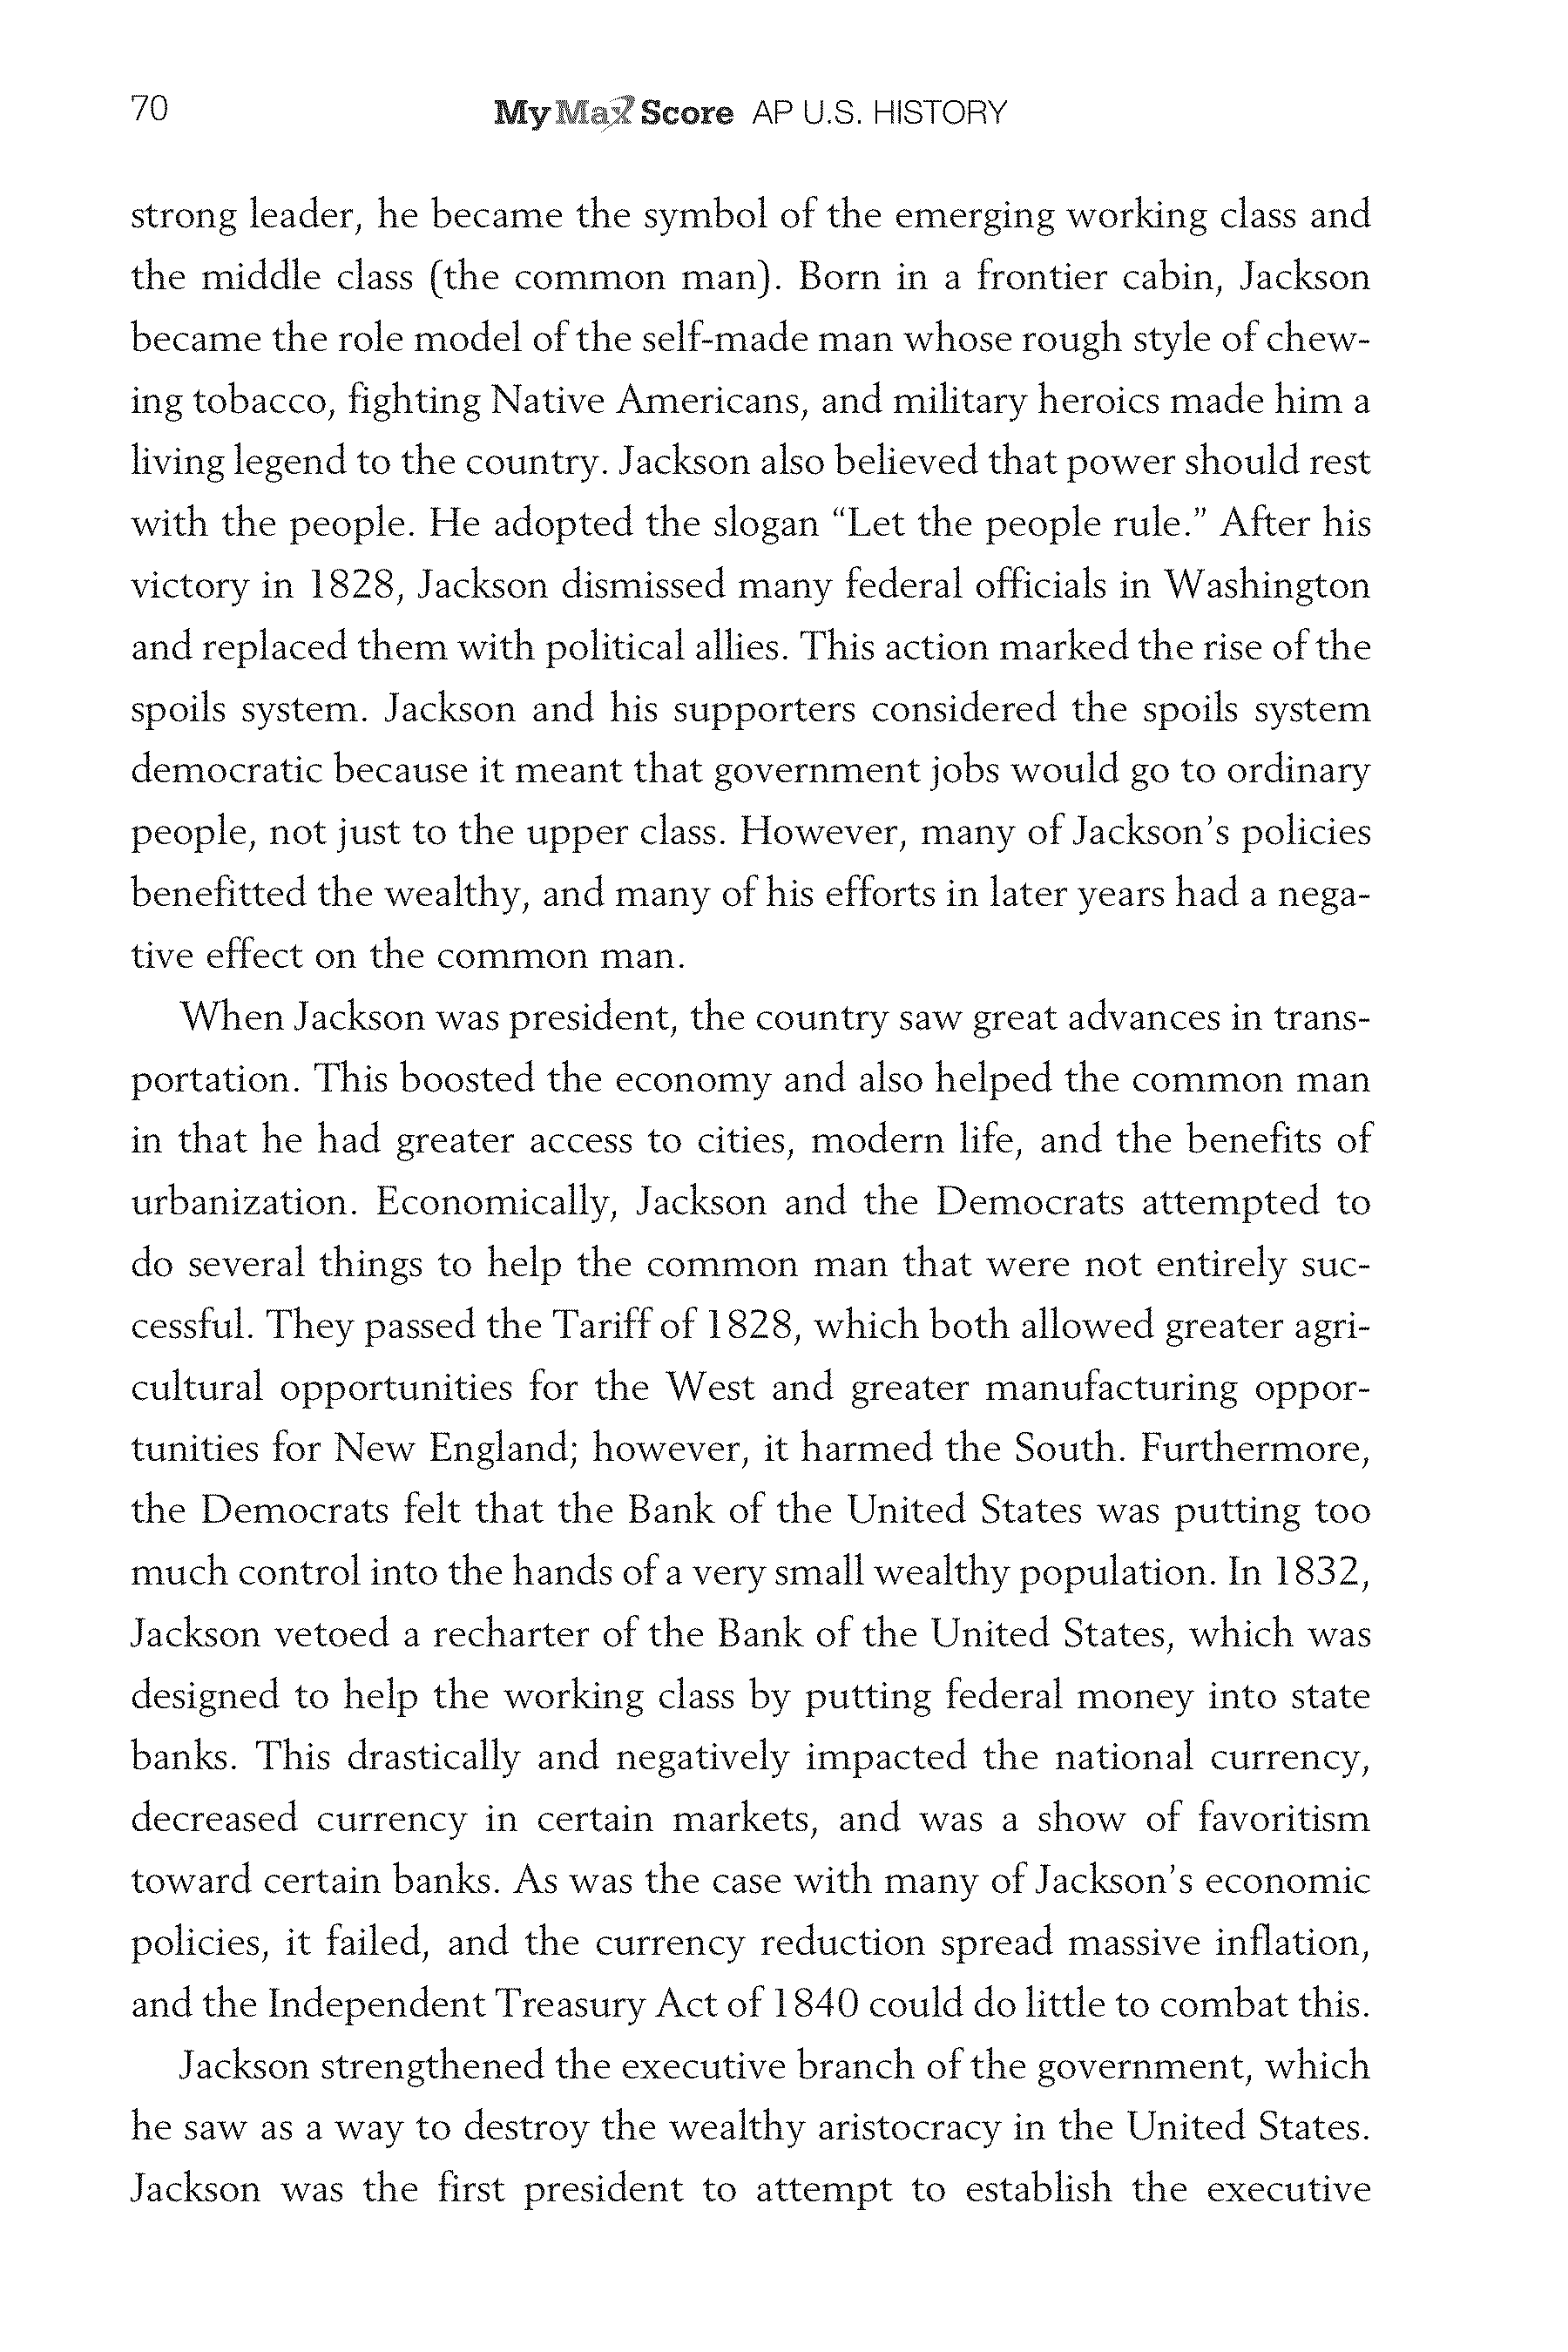 70
My Max Score AP U.S. HISTORY
strong leader, he became the symbol of the emerging working class and
the middle class (the common man). Born in a frontier cabin, Jackson
became the role model of the self-made man whose rough style of chew-
ing tobacco, fighting Native Americans, and military heroics made him a
living legend to the country. Jackson also believed that power should rest
with the people. He adopted the slogan “Let the people rule.” After his
victory in 1828, Jackson dismissed many federal officials in Washington
and replaced them with political allies. This action marked the rise of the
spoils system. Jackson and his supporters considered the spoils system
democratic because it meant that government jobs would go to ordinary
people, not just to the upper class. However, many of Jackson’s policies
benefitted the wealthy, and many of his efforts in later years had a nega-
tive effect on the common man.
When Jackson was president, the country saw great advances in trans-
portation. This boosted the economy and also helped the common man
in that he had greater access to cities, modern life, and the benefits of
urbanization. Economically, Jackson and the Democrats attempted to
do several things to help the common man that were not entirely suc-
cessful. They passed the Tariff of 1828, which both allowed greater agri-
cultural opportunities for the West and greater manufacturing oppor-
tunities for New England; however, it harmed the South. Furthermore,
the Democrats felt that the Bank of the United States was putting too
much control into the hands of a very small wealthy population. In 1832,
Jackson vetoed a recharter of the Bank of the United States, which was
designed to help the working class by putting federal money into state
banks. This drastically and negatively impacted the national currency,
decreased currency in certain markets, and was a show of favoritism
toward certain banks. As was the case with many of Jackson’s economic
policies, it failed, and the currency reduction spread massive inflation,
and the Independent Treasury Act of 1840 could do little to combat this.
Jackson strengthened the executive branch of the government, which
he saw as a way to destroy the wealthy aristocracy in the United States.
Jackson was the first president to attempt to establish the executive